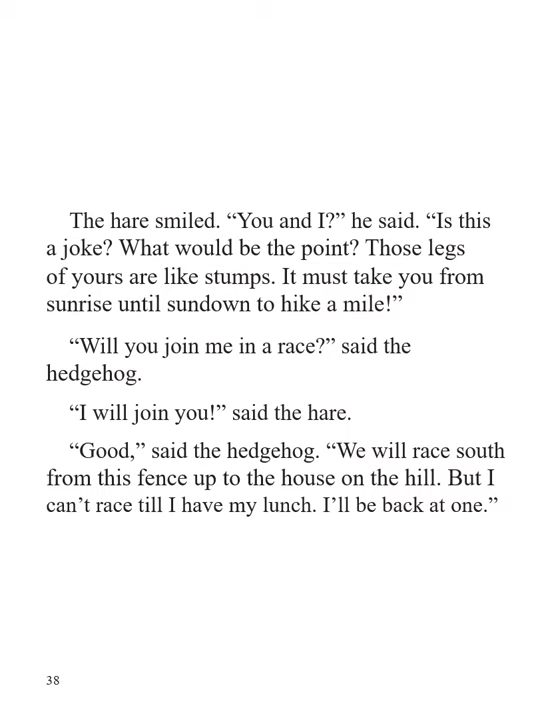 The hare smiled. “You and I?” he said. “Is this
a joke? What would be the point? Those legs
of yours are like stumps. It must take you from
sunrise until sundown to hike a mile!”
“Will you join me in a race?” said the
hedgehog.
“I will join you!” said the hare.
“Good,” said the hedgehog. “We will race south
from this fence up to the house on the hill. But I
can’t race till I have my lunch. I’ll be back at one.”
38